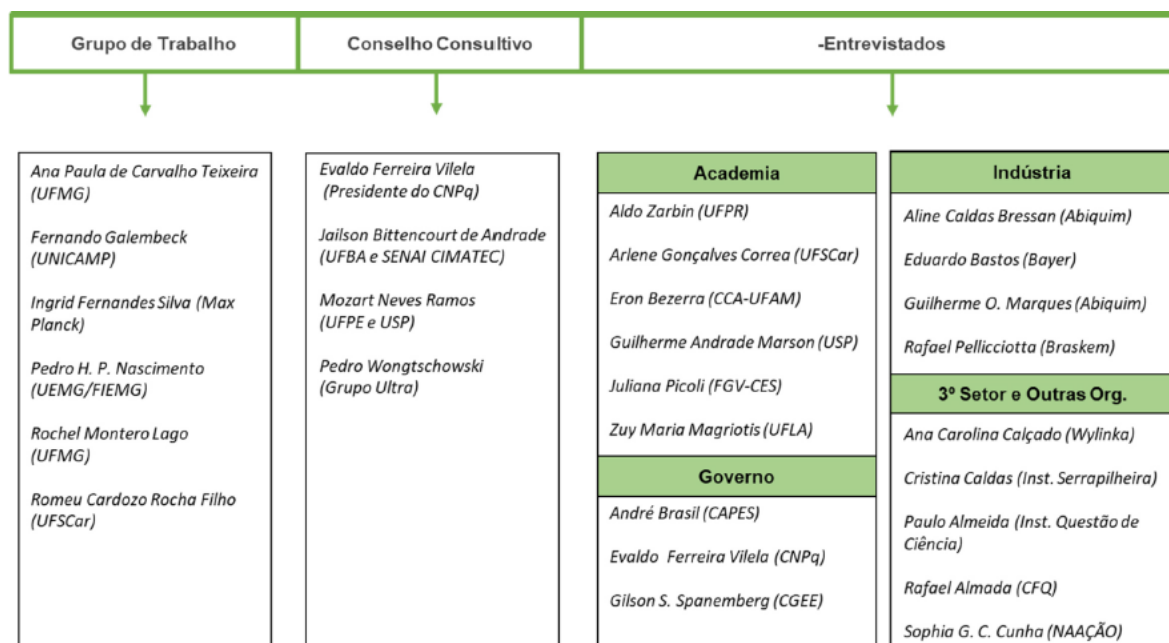 Grupo de Trabalho
Conselho Consultivo
-Entrevistados
Ana Paula de Carvalho Teixeira
(UFMG)
Fernando Galembeck
(UNICAMP)
Ingrid Fernandes Silva (Max
Planck)
Pedro H. P. Nascimento
(UEMG/FIEMG)
Rochel Montero Lago
(UFMG)
Romeu Cardozo Rocha Filho
(UFSCar)
Evaldo Ferreira Vilela
(Presidente do CNPq)
Jailson Bittencourt de Andrade
(UFBA e SENAI CIMATEC)
Mozart Neves Ramos
(UFPE e USP)
Pedro Wongtschowski
(Grupo Ultra)
Academia
Aldo Zarbin (UFPR)
Arlene Gonçalves Correa (UFSCar)
Eron Bezerra (CCA-UFAM)
Guilherme Andrade Marson (USP)
Juliana Picoli (FGV-CES)
Zuy Maria Magriotis (UFLA)
Governo
André Brasil (CAPES)
Evaldo Ferreira Vilela (CNPq)
Gilson S. Spanemberg (CGEE)
Indústria
Aline Caldas Bressan (Abiquim)
Eduardo Bastos (Bayer)
Guilherme O. Marques (Abiquim)
Rafael Pellicciotta (Braskem)
3º Setor e Outras Org.
Ana Carolina Calçado (Wylinka)
Cristina Caldas (Inst. Serrapilheira)
Paulo Almeida (Inst. Questão de
Ciência)
Rafael Almada (CFQ)
Sophia G. C. Cunha (NAAÇÃO)